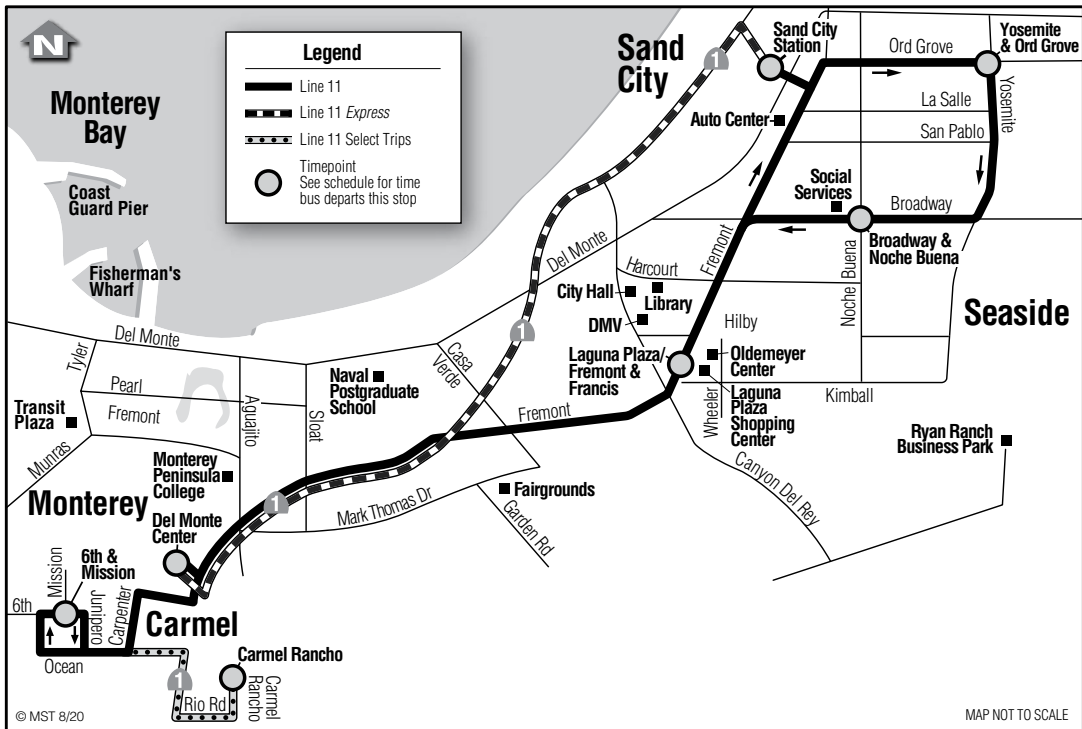 N
Legend
Line 11
Line 11 Express
Line 11 Select Trips
Timepoint
See schedule for time
bus departs this stop
Monterey
Bay
Coast
Guard Pier
Fisherman's
Wharf
Sand
City
1
Sand City
Station
Ord Grove
Yosemite
& Ord Grove
Yosemite
La Salle
Auto Center
San Pablo
Social
Services
Broadway
Broadway &
Noche Buena
Noche Buena
Fremont
Del Monte
Harcourt
City Hall
Library
DMV
Hilby
Seaside
1
Laguna Plaza/
Fremont &
Francis
Oldemeyer
Center
Laguna
Plaza
Shopping
Center
Wheeler
Kimball
Ryan Ranch
Business Park
Canyon Del Rey
Del Monte
Tyler
Pearl
Fremont
Transit
Plaza
Munras
Aguajito
Sloat
Naval
Postgraduate
School
Casa
Verde
Fremont
Monterey
Peninsula
College
Monterey
Mark Thomas Dr
Fairgrounds
Garden Rd
1
Del Monte
Center
6th &
Mission
Mission
6th
Junipero
Carpenter
Carmel
Ocean
Carmel Rancho
1
Rio Rd
Carmel
Rancho
© MST 8/20
MAP NOT TO SCALE